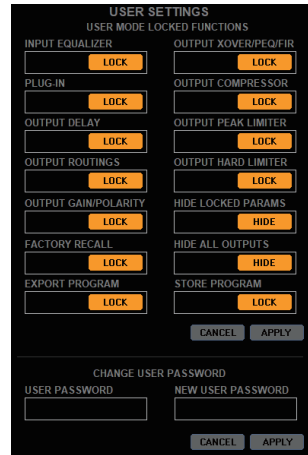 USER SETTINGS
USER MODE LOCKED FUNCTIONS
INPUT EQUALIZER OUTPUT XOVER/PEQ/FIR
LOCK LOCK
PLUG-IN OUTPUT COMPRESSOR
LOCK LOCK
OUTPUT DELAY OUTPUT PEAK LIMITER
LOCK LOCK
OUTPUT ROUTINGS OUTPUT HARD LIMITER
LOCK LOCK
OUTPUT GAIN/POLARITY HIDE LOCKED PARAMS
LOCK HIDE
FACTORY RECALL HIDE ALL OUTPUTS
LOCK HIDE
EXPORT PROGRAM STORE PROGRAM
LOCK LOCK
CANCEL APPLY
CHANGE USER PASSWORD
USER PASSWORD NEW USER PASSWORD
CANCEL APPLY